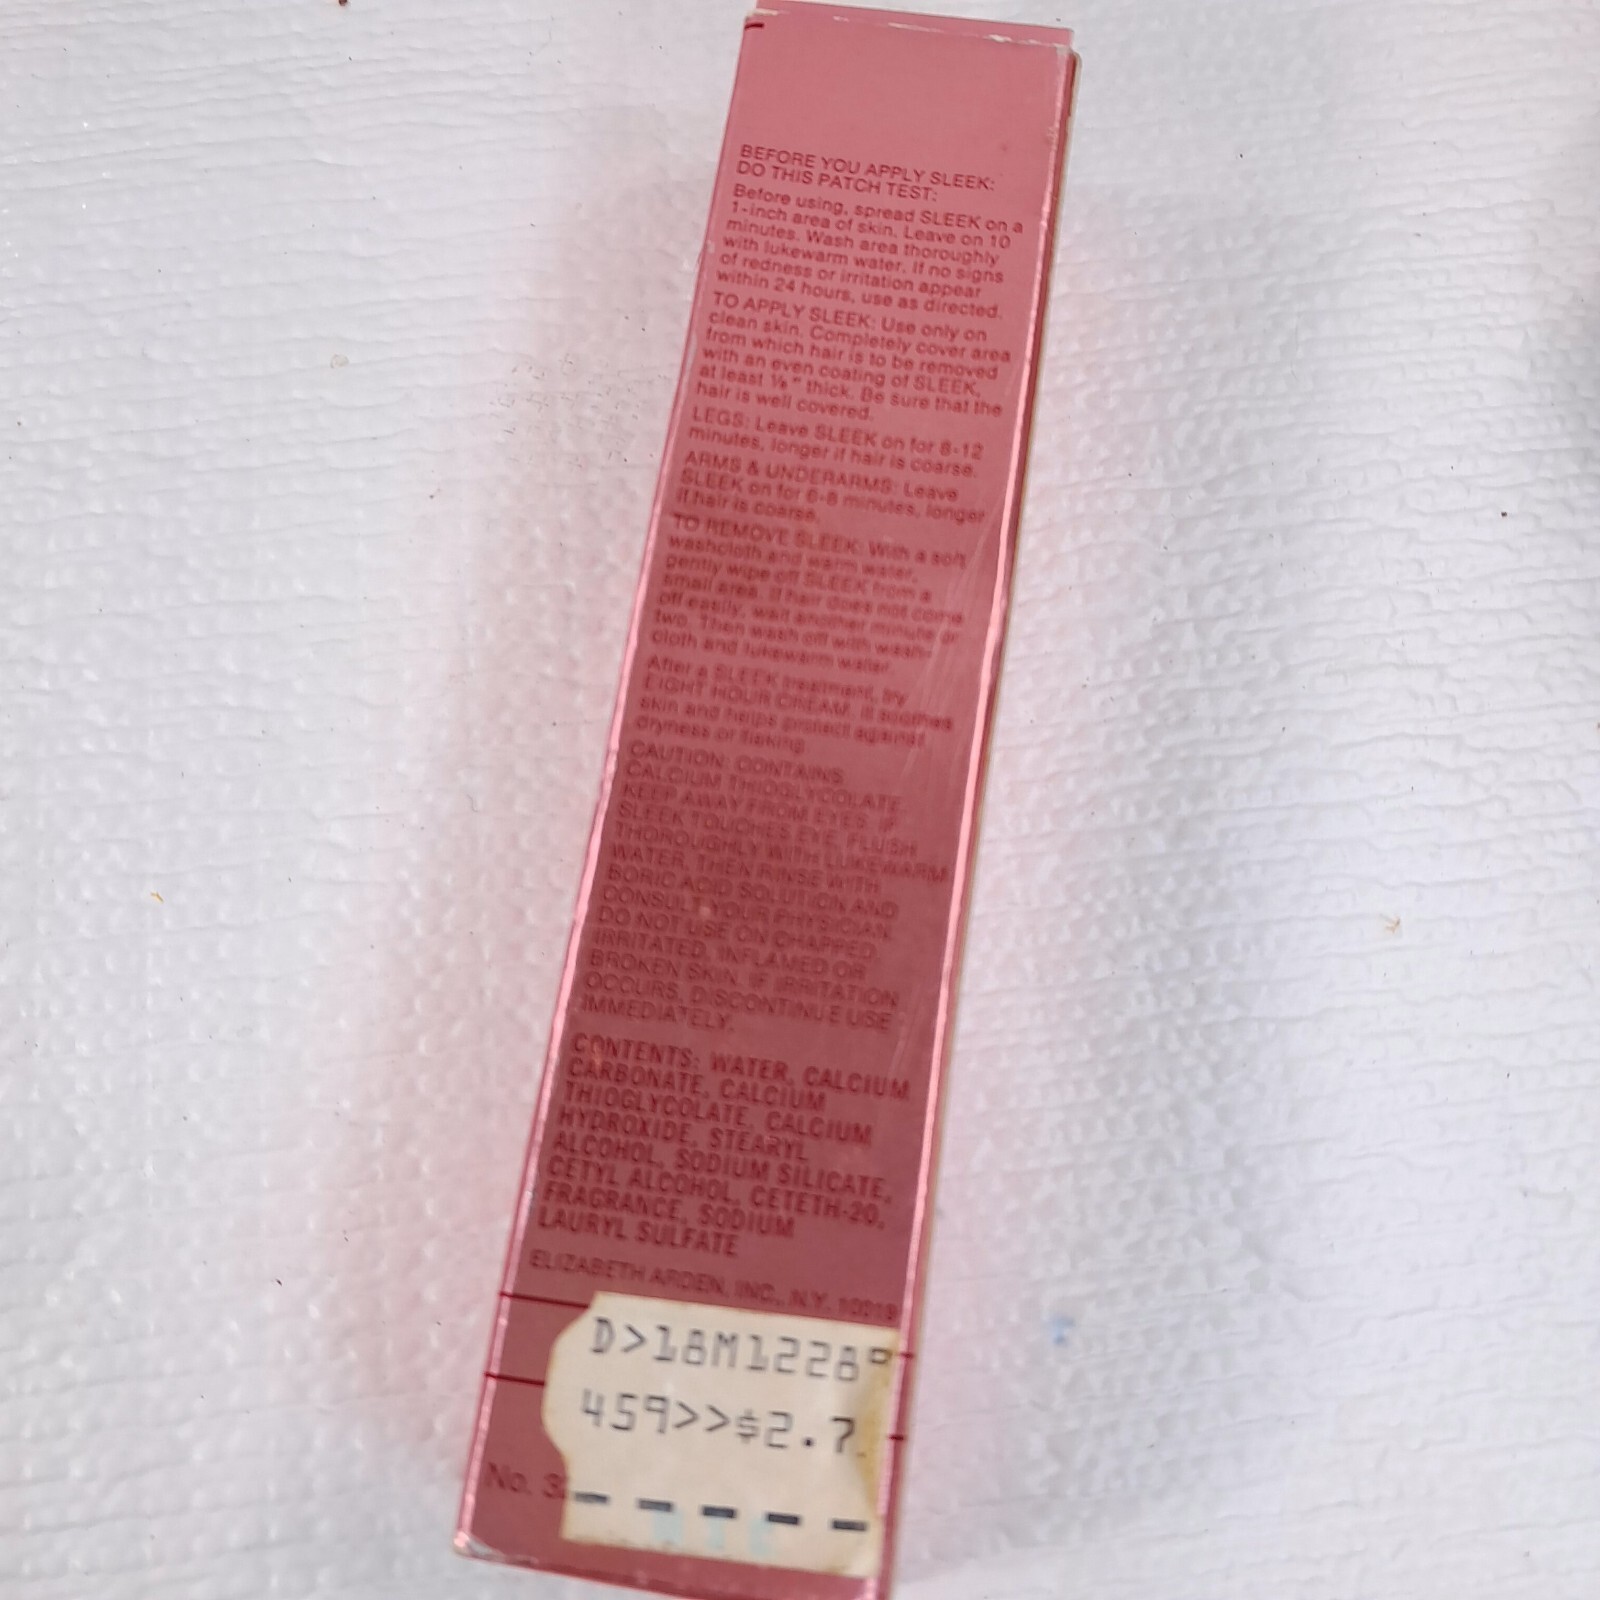 BEFORE YOU APPLY SLEEK:
DO THIS PATCH TEST:
Before using, spread SLEEK on a
1-inch area of skin. Leave on 10
minutes. Wash area thoroughly
with lukewarm water. If no signs
of redness or irritation appear
within 24 hours, use as directed.
TO APPLY SLEEK: Use only on
clean skin. Completely cover area
from which hair is to be removed
with an even coating of SLEEK,
at least 1/8" thick. Be sure that the
hair is well covered.
LEGS: Leave SLEEK on for 8-12
minutes, longer if hair is coarse.
ARMS & UNDERARMS: Leave
SLEEK on for 6-8 minutes, longer
if hair is coarse.
TO REMOVE SLEEK: With a soft
washcloth and warm water,
gently wipe off SLEEK from a
small area. If hair does not come
off easily, wait another minute or
two. Then wash off with wash-
cloth and lukewarm water.
After a SLEEK treatment, try
EIGHT HOUR CREAM. It soothes
skin and helps protect against
dryness or flaking.
CAUTION: CONTAINS
CALCIUM THIOGLYCOLATE.
KEEP AWAY FROM EYES. IF
SLEEK TOUCHES EYE, FLUSH
THOROUGHLY WITH LUKEWARM
WATER, THEN RINSE WITH
BORIC ACID SOLUTION AND
CONSULT YOUR PHYSICIAN.
DO NOT USE ON CHAPPED,
IRRITATED, INFLAMED OR
BROKEN SKIN. IF IRRITATION
OCCURS, DISCONTINUE USE
IMMEDIATELY.
CONTENTS: WATER, CALCIUM
CARBONATE, CALCIUM
THIOGLYCOLATE, CALCIUM
HYDROXIDE, STEARYL
ALCOHOL, SODIUM SILICATE,
CETYL ALCOHOL, CETETH-20,
FRAGRANCE, SODIUM
LAURYL SULFATE
ELIZABETH ARDEN, INC., N.Y.
D>18M1228
459>>$2.7
No. 3